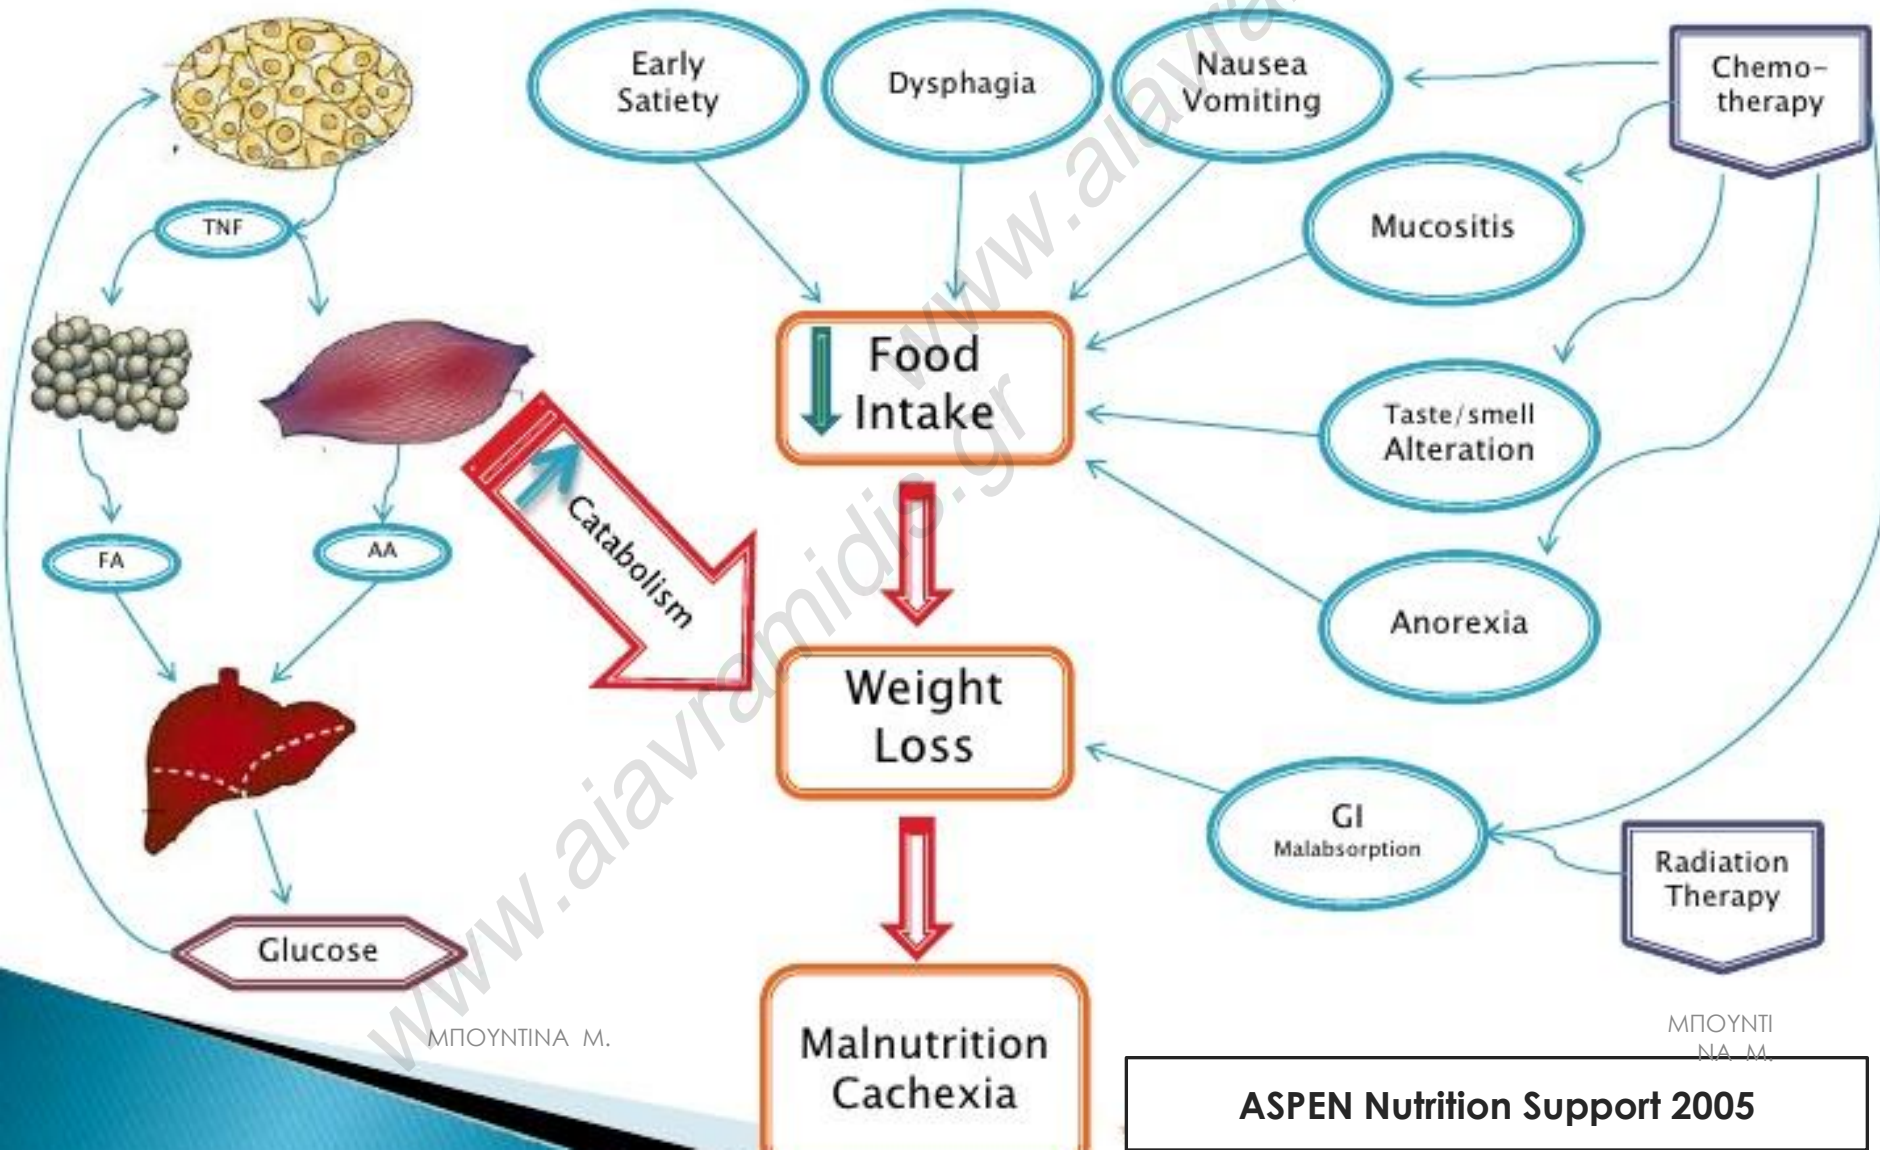 Early
Satiety
Dysphagia
Nausea
Vomiting
Chemo-
therapy
TNF
Mucositis
Food
Intake
Taste/smell
Alteration
Catabolism
FA
AA
Anorexia
Weight
Loss
GI
Malabsorption
Radiation
Therapy
Glucose
Malnutrition
Cachexia
ΜΠΟΥΝΤΙΝΑ Μ.
ΜΠΟΥΝΤΙ
ΝΑ Μ.
ASPEN Nutrition Support 2005
www.aiavramidis.gr